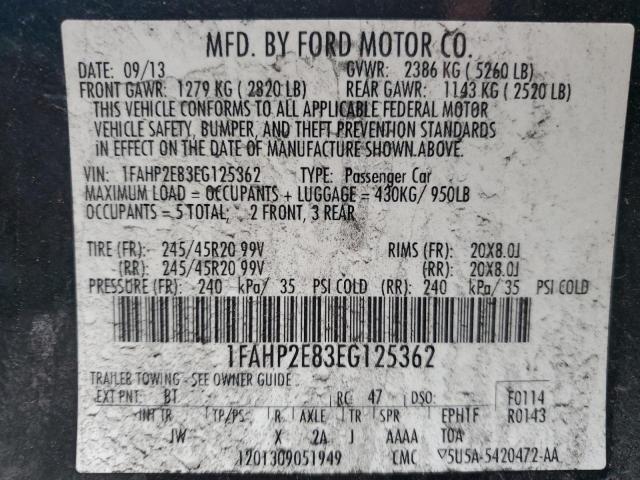 MFD. BY FORD MOTOR CO.
DATE: 09/13 GVWR: 2386 KG ( 5260 LB)
FRONT GAWR: 1279 KG ( 2820 LB) REAR GAWR: 1143 KG ( 2520 LB)
THIS VEHICLE CONFORMS TO ALL APPLICABLE FEDERAL MOTOR
VEHICLE SAFETY, BUMPER, AND THEFT PREVENTION STANDARDS
IN EFFECT ON THE DATE OF MANUFACTURE SHOWN ABOVE.
VIN: 1FAHP2E83EG125362 TYPE: Passenger Car
MAXIMUM LOAD = OCCUPANTS + LUGGAGE = 430KG/ 950LB
OCCUPANTS = 5 TOTAL; 2 FRONT, 3 REAR
TIRE (FR): 245/45R20 99V RIMS (FR): 20X8.0J
(RR): 245/45R20 99V (RR): 20X8.0J
PRESSURE (FR): 240 kPa/ 35 PSI COLD (RR): 240 kPa/ 35 PSI COLD
1FAHP2E83EG125362
TRAILER TOWING - SEE OWNER GUIDE
EXT PNT: BT RC: 47 DSO: F0114
INT TR TP/PS R AXLE TR SPR EPHTF R0143
JW X 2A J AAAA TOA
1201309051949 CMC ▽5U5A-5420472-AA